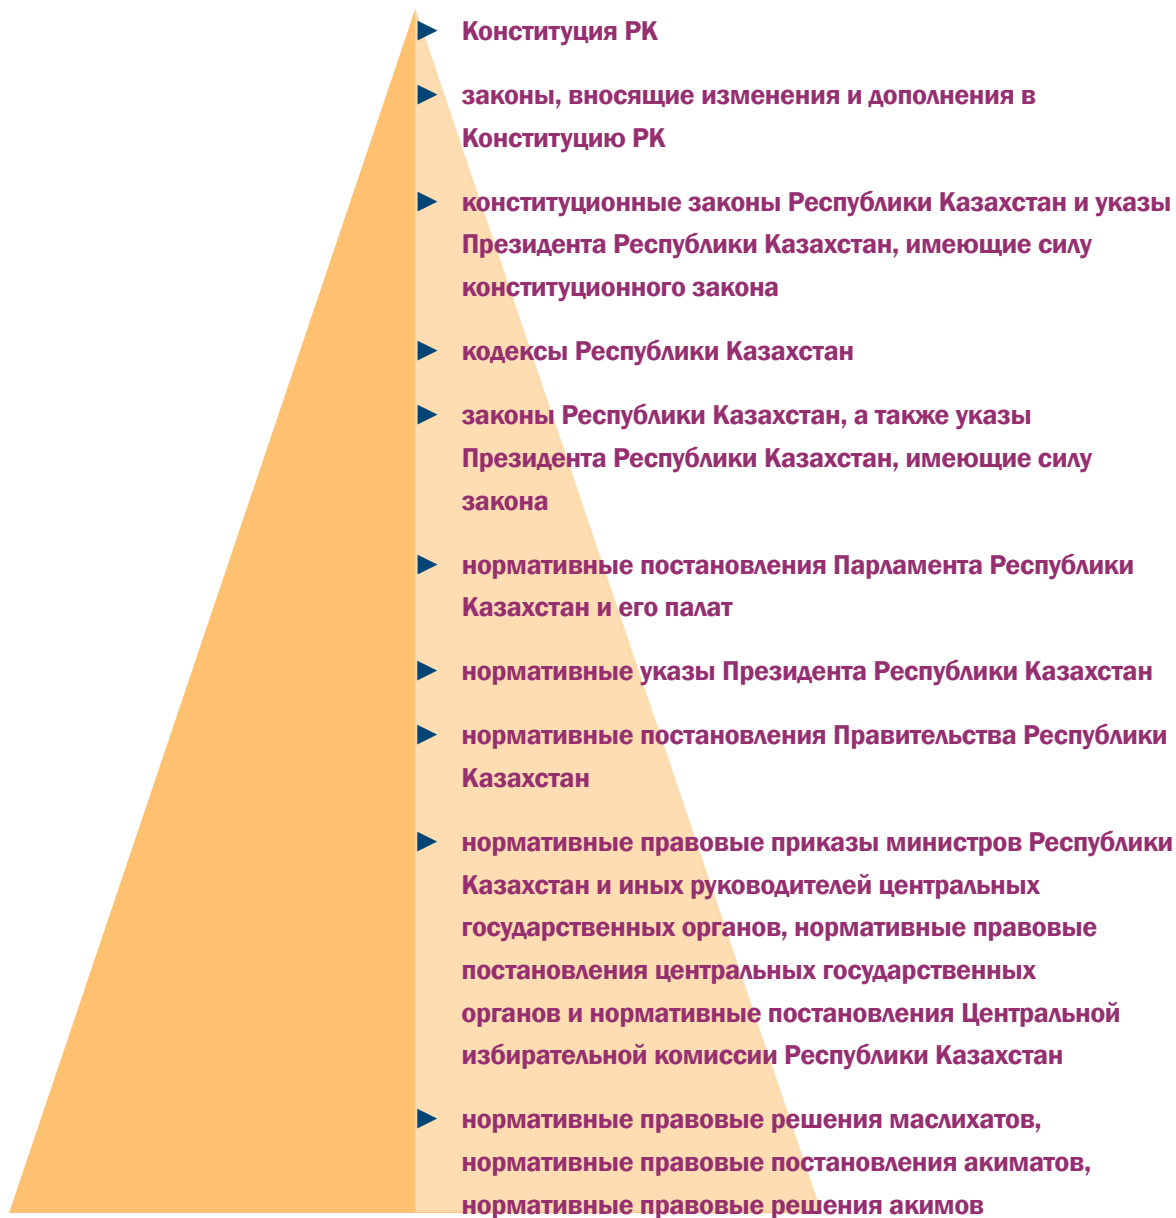 Конституция РК
законы, вносящие изменения и дополнения в
Конституцию РК
конституционные законы Республики Казахстан и указы
Президента Республики Казахстан, имеющие силу
конституционного закона
кодексы Республики Казахстан
законы Республики Казахстан, а также указы
Президента Республики Казахстан, имеющие силу
закона
нормативные постановления Парламента Республики
Казахстан и его палат
нормативные указы Президента Республики Казахстан
нормативные постановления Правительства Республики
Казахстан
нормативные правовые приказы министров Республики
Казахстан и иных руководителей центральных
государственных органов, нормативные правовые
постановления центральных государственных
органов и нормативные постановления Центральной
избирательной комиссии Республики Казахстан
нормативные правовые решения маслихатов,
нормативные правовые постановления акиматов,
нормативные правовые решения акимов